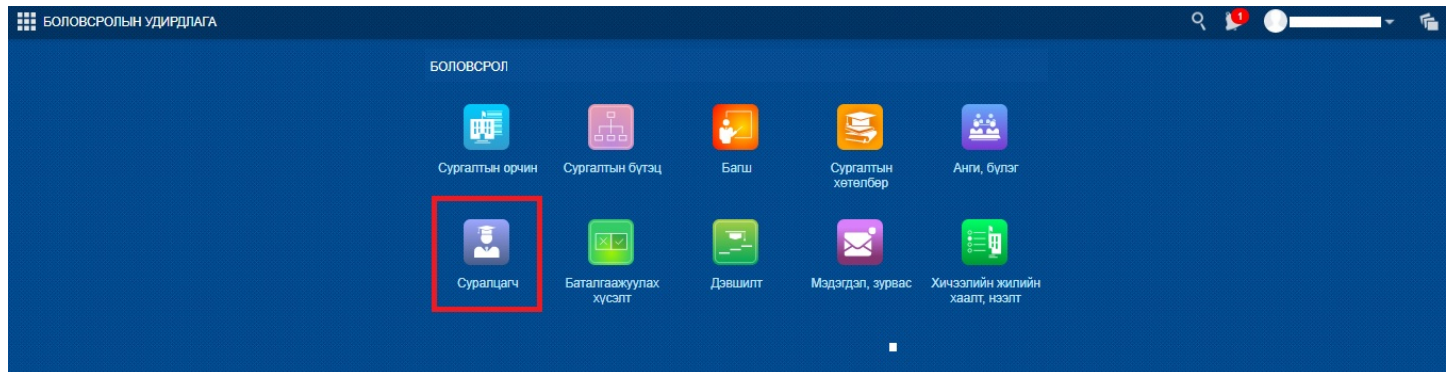 БОЛОВСРОЛЫН УДИРДЛАГА
1
БОЛОВСРОЛ
Сургалтын орчин
Сургалтын бүтэц
Багш
Сургалтын
хөтөлбөр
Анги, бүлэг
Суралцагч
Баталгаажуулах
хүсэлт
Дэвшилт
Мэдэгдэл, зурвас
Хичээлийн жилийн
хаалт, нээлт